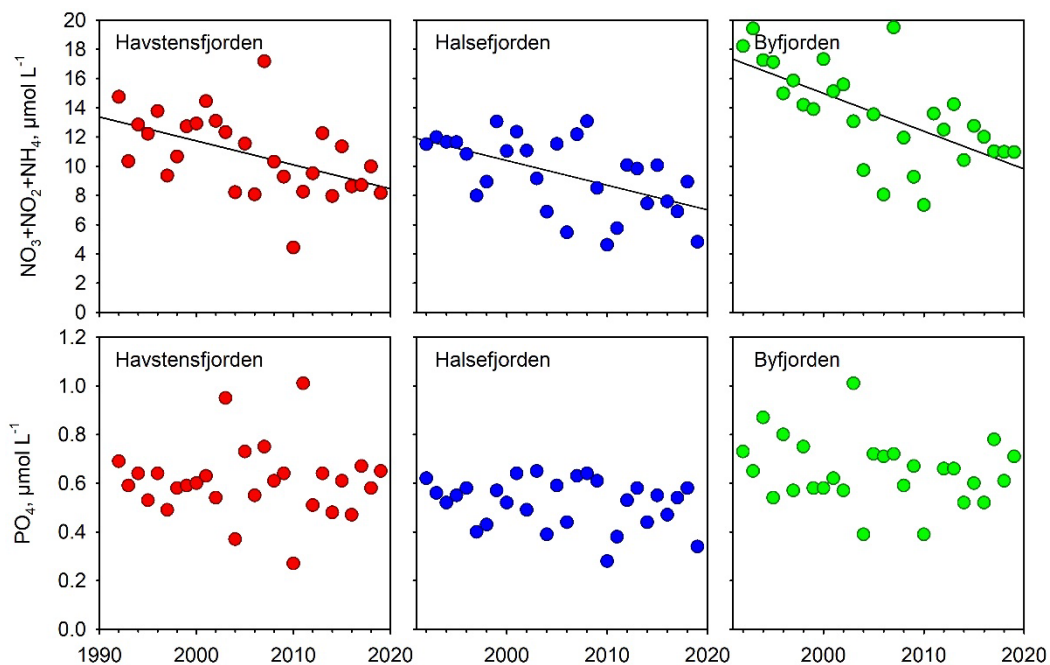 20
18
16
14
12
10
8
6
4
2
0
NO₃+NO₂+NH₄, µmol L⁻¹
Havstensfjorden
Halsefjorden
Byfjorden
1.2
1.0
0.8
0.6
0.4
0.2
0.0
PO₄, µmol L⁻¹
Havstensfjorden
Halsefjorden
Byfjorden
1990 2000 2010 2020 2000 2010 2020 2000 2010 2020